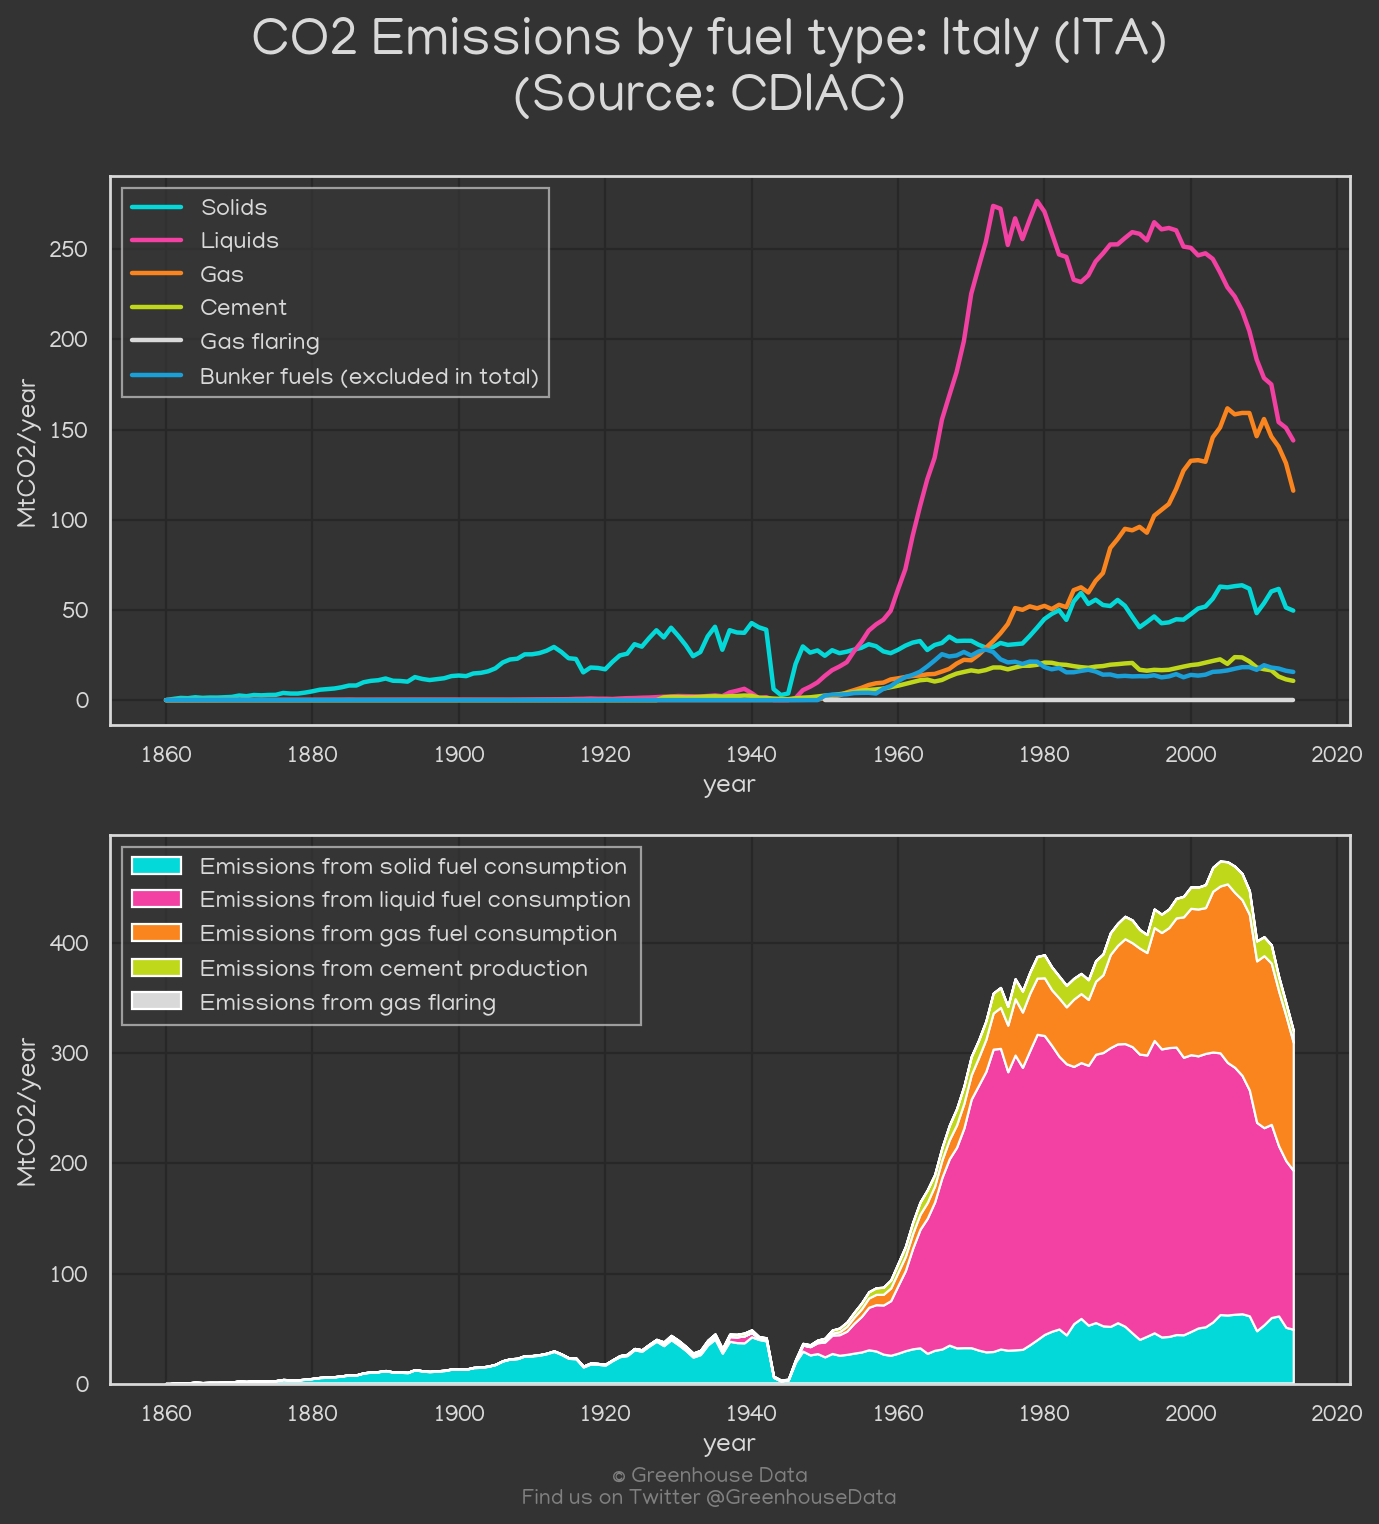 CO2 Emissions by fuel type: Italy (ITA)
(Source: CDIAC)
Solids
Liquids
Gas
Cement
Gas flaring
Bunker fuels (excluded in total)
250
200
150
100
50
0
MtCO2/year
1860 1880 1900 1920 1940 1960 1980 2000 2020
year
Emissions from solid fuel consumption
Emissions from liquid fuel consumption
Emissions from gas fuel consumption
Emissions from cement production
Emissions from gas flaring
400
300
200
100
0
MtCO2/year
1860 1880 1900 1920 1940 1960 1980 2000 2020
year
© Greenhouse Data
Find us on Twitter @GreenhouseData